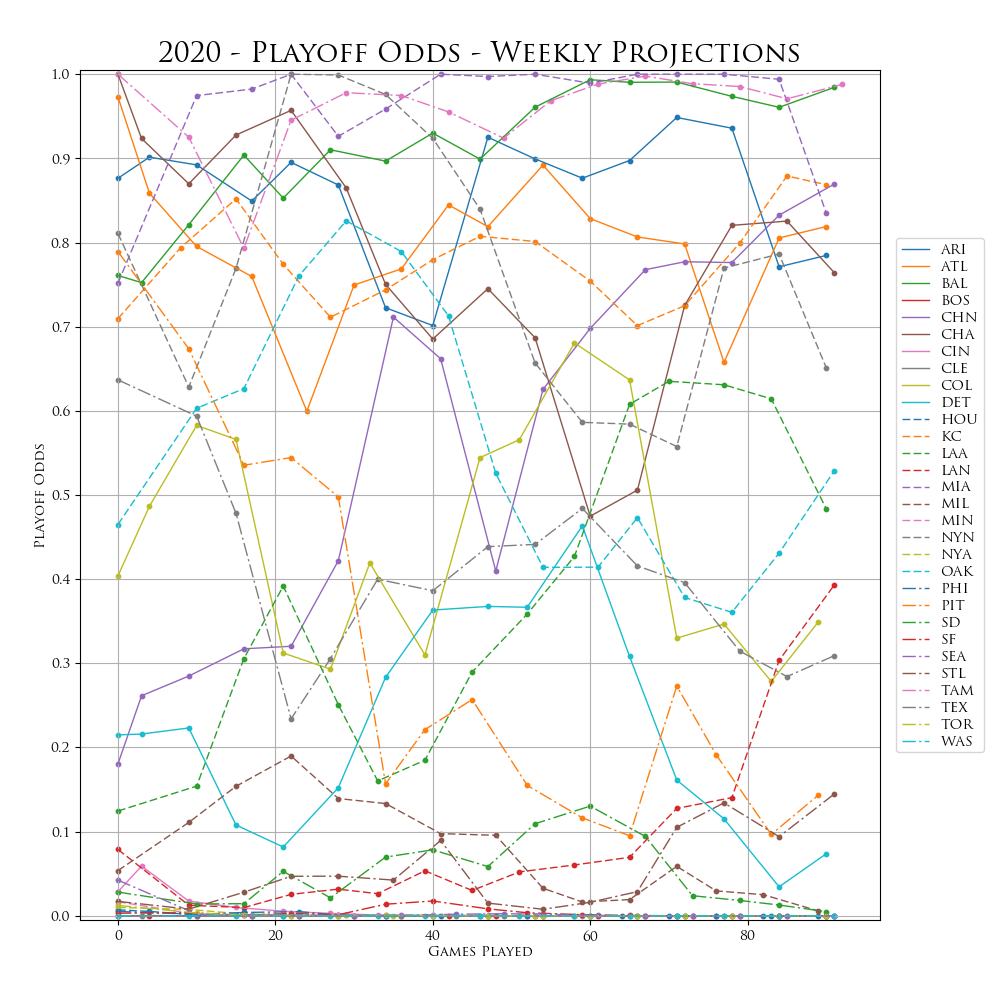 2020 - Playoff Odds - Weekly Projections
1.0
0.9
0.8
0.7
0.6
0.5
0.4
0.3
0.2
0.1
0.0
Playoff Odds
0 20 40 60 80
Games Played
ARI
ATL
BAL
BOS
CHN
CHA
CIN
CLE
COL
DET
HOU
KC
LAA
LAN
MIA
MIL
MIN
NYN
NYA
OAK
PHI
PIT
SD
SF
SEA
STL
TAM
TEX
TOR
WAS